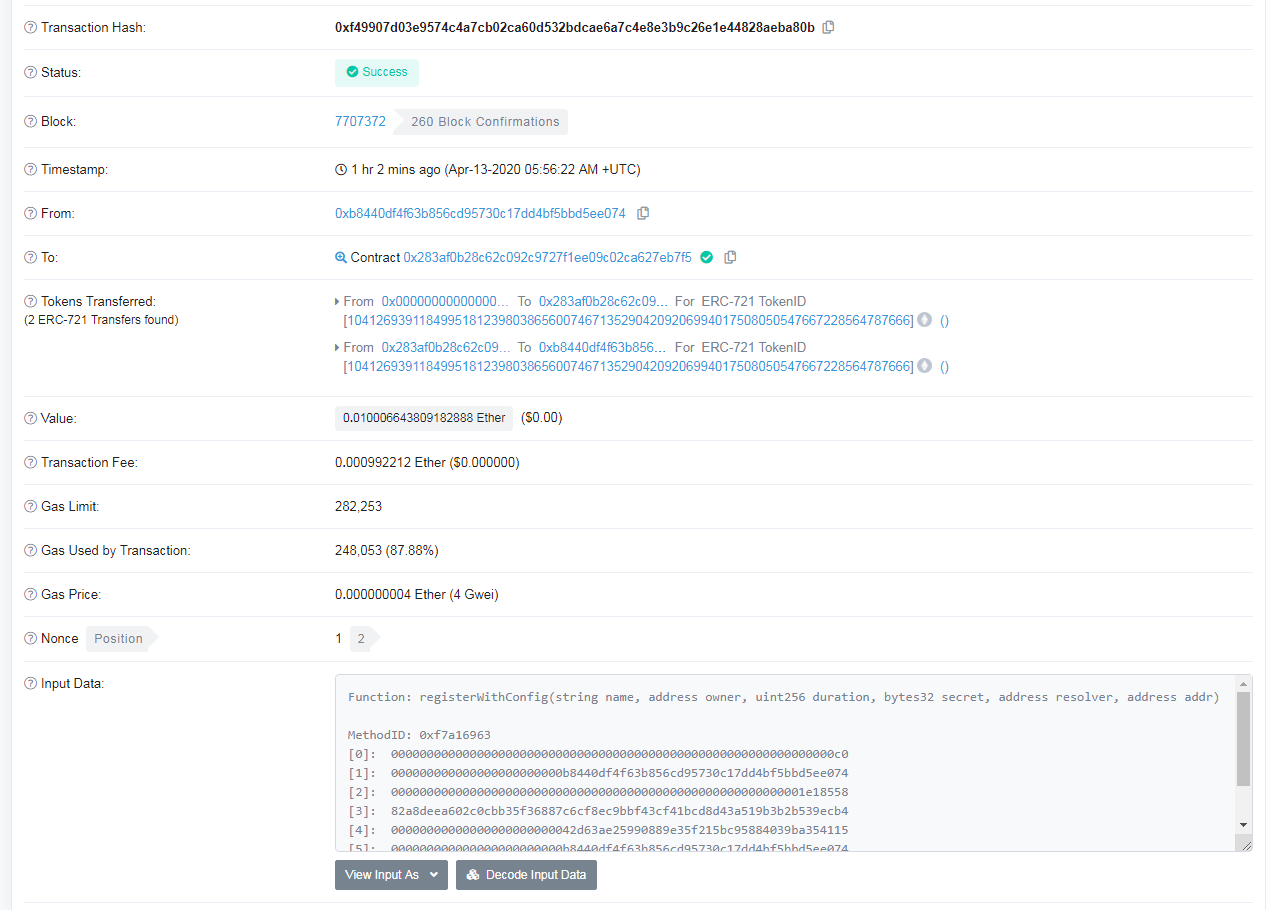 Transaction Hash: 0xf49907d03e9574c4a7cb02ca60d532bdcae6a7c4e8e3b9c26e1e44828aeba80b
Status: Success
Block: 7707372 260 Block Confirmations
Timestamp: 1 hr 2 mins ago (Apr-13-2020 05:56:22 AM +UTC)
From: 0xb8440df4f63b856cd95730c17dd4bf5bbd5ee074
To: Contract 0x283af0b28c62c092c9727f1ee09c02ca627eb7f5
Tokens Transferred: From 0x00000000000000... To 0x283af0b28c62c09... For ERC-721 TokenID
(2 ERC-721 Transfers found) [104126939118499518123980386560074671352904209206994017508050547667228564787666] ()
From 0x283af0b28c62c09... To 0xb8440df4f63b856... For ERC-721 TokenID
[104126939118499518123980386560074671352904209206994017508050547667228564787666] ()
Value: 0.010006643809182888 Ether ($0.00)
Transaction Fee: 0.000992212 Ether ($0.000000)
Gas Limit: 282,253
Gas Used by Transaction: 248,053 (87.88%)
Gas Price: 0.000000004 Ether (4 Gwei)
Nonce Position 1 2
Input Data:
Function: registerWithConfig(string name, address owner, uint256 duration, bytes32 secret, address resolver, address addr)
MethodID: 0xf7a16963
[0]: 00000000000000000000000000000000000000000000000000000000000000c0
[1]: 000000000000000000000000b8440df4f63b856cd95730c17dd4bf5bbd5ee074
[2]: 0000000000000000000000000000000000000000000000000000000001e18558
[3]: 82a8deea602c0cbb35f36887c6cf8ec9bbf43cf41bcd8d43a519b3b2b539ecb4
[4]: 00000000000000000000000042d63ae25990889e35f215bc95884039ba354115
[5]: 000000000000000000000000b8440df4f63b856cd95730c17dd4bf5bbd5ee074
View Input As Decode Input Data